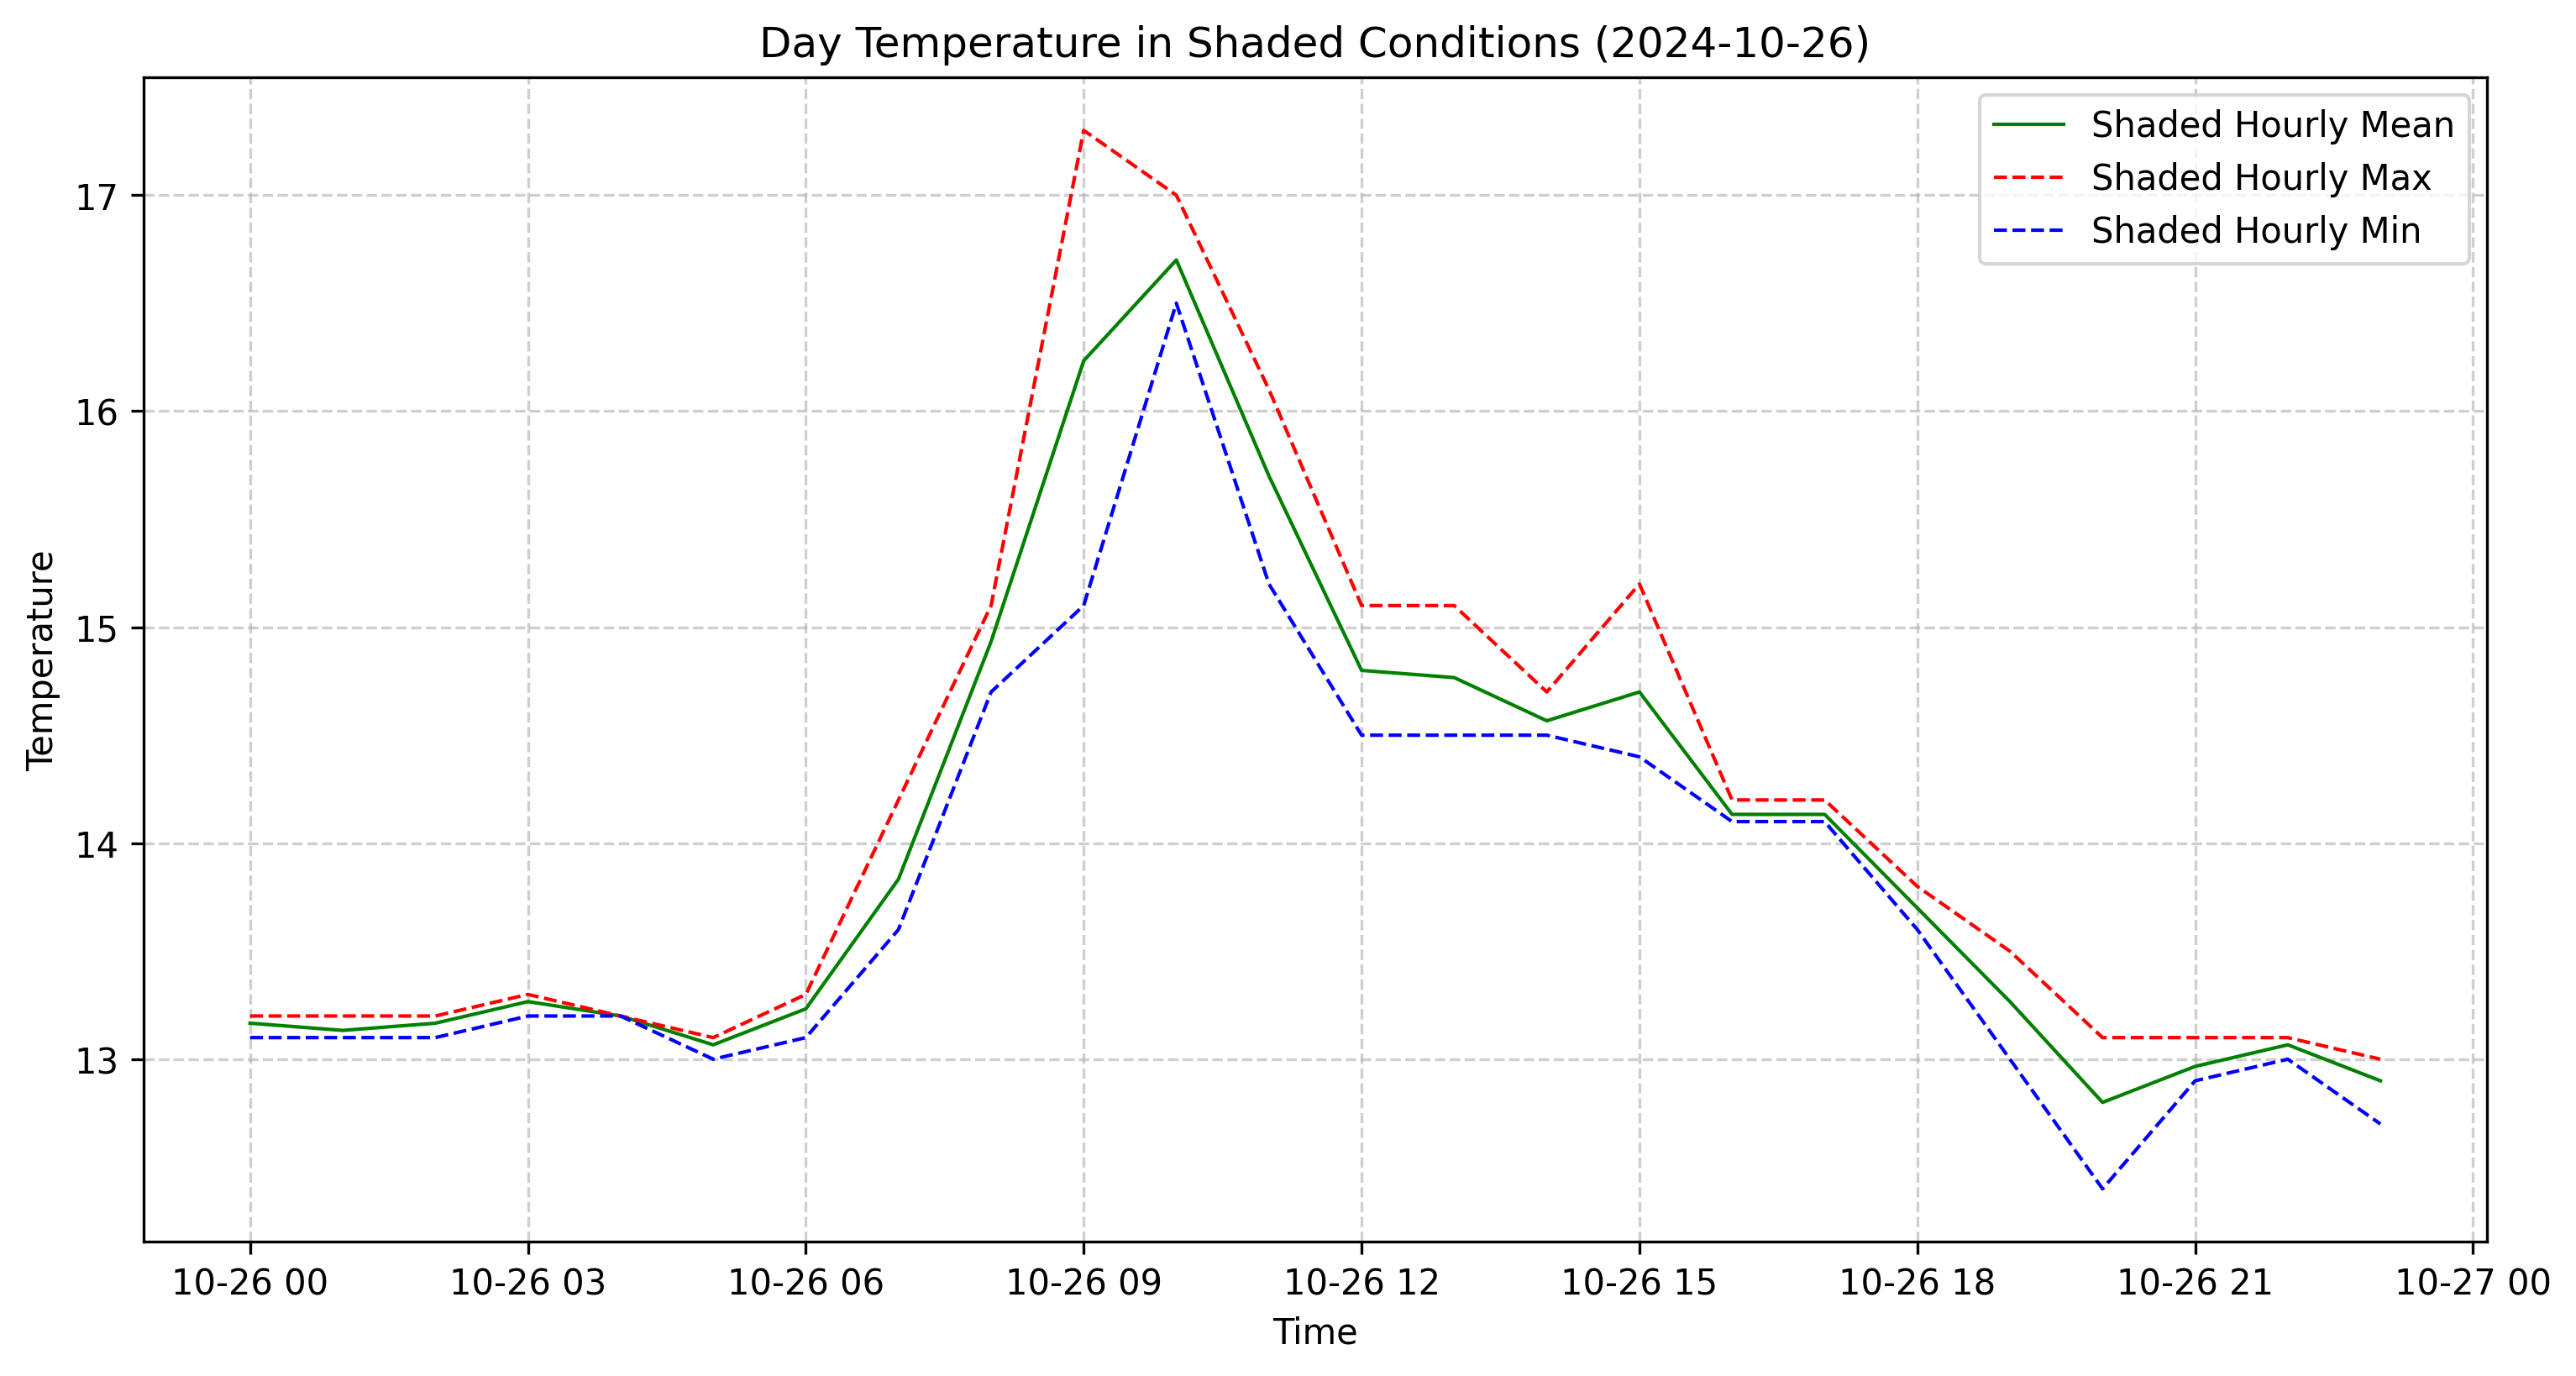 Day Temperature in Shaded Conditions (2024-10-26)
Shaded Hourly Mean
Shaded Hourly Max
Shaded Hourly Min
Temperature
17
16
15
14
13
10-26 00 10-26 03 10-26 06 10-26 09 10-26 12 10-26 15 10-26 18 10-26 21 10-27 00
Time